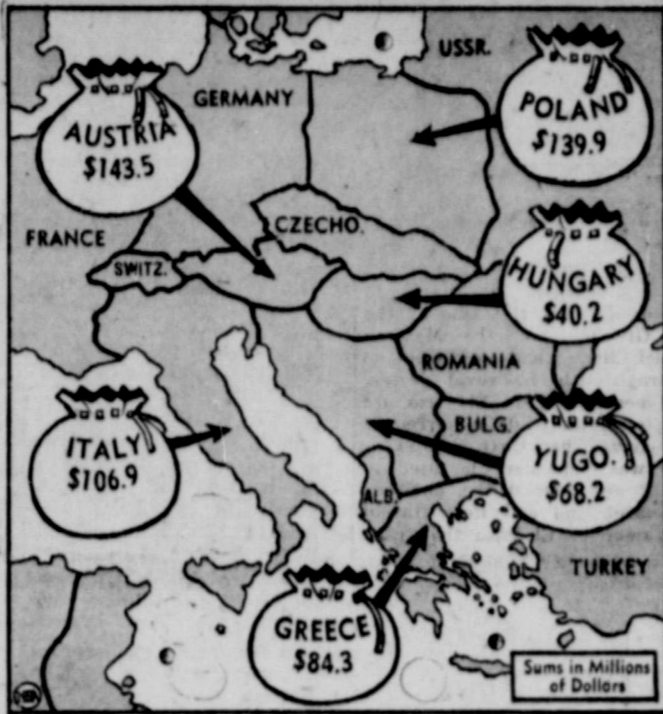 USSR.
GERMANY
POLAND
$139.9
AUSTRIA
$143.5
CZECHO.
FRANCE
SWITZ.
HUNGARY
$40.2
ROMANIA
BULG.
ITALY
$106.9
YUGO.
$68.2
ALB.
TURKEY
GREECE
$84.3
Sums in Millions
of Dollars
NEA